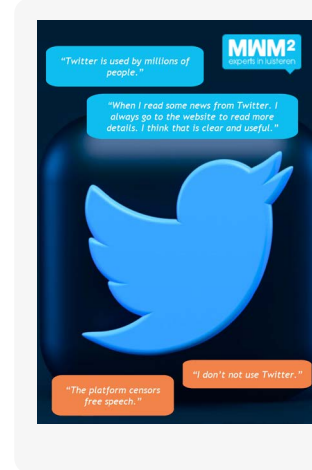 MWM²
experts in luisteren
“Twitter is used by millions of
people.”
“When I read some news from Twitter. I
always go to the website to read more
details. I think that is clear and useful.”
“I don’t not use Twitter.”
“The platform censors
free speech.”